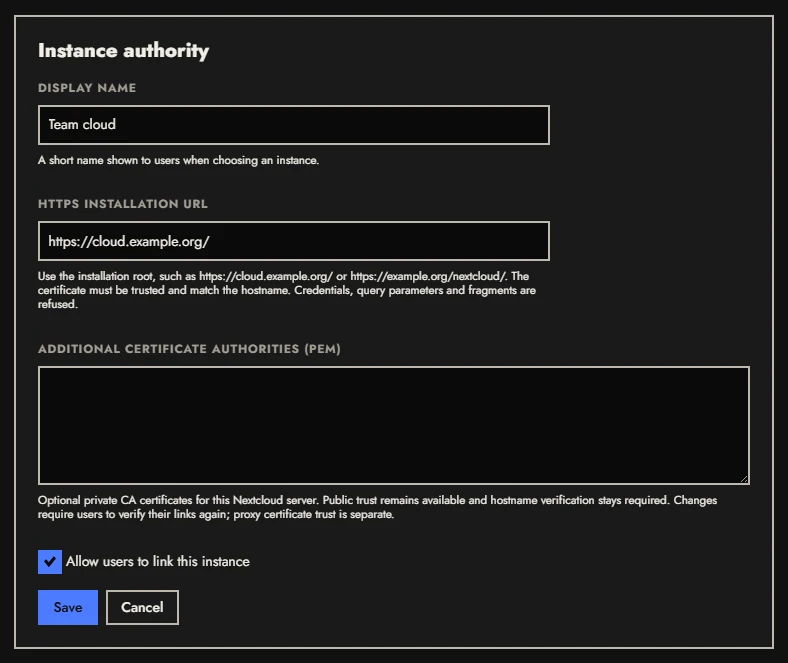 Instance authority
DISPLAY NAME
Team cloud
A short name shown to users when choosing an instance.
HTTPS INSTALLATION URL
https://cloud.example.org/
Use the installation root, such as https://cloud.example.org/ or https://example.org/nextcloud/. The
certificate must be trusted and match the hostname. Credentials, query parameters and fragments are
refused.
ADDITIONAL CERTIFICATE AUTHORITIES (PEM)
Optional private CA certificates for this Nextcloud server. Public trust remains available and hostname verification stays required. Changes
require users to verify their links again; proxy certificate trust is separate.
Allow users to link this instance
Save Cancel